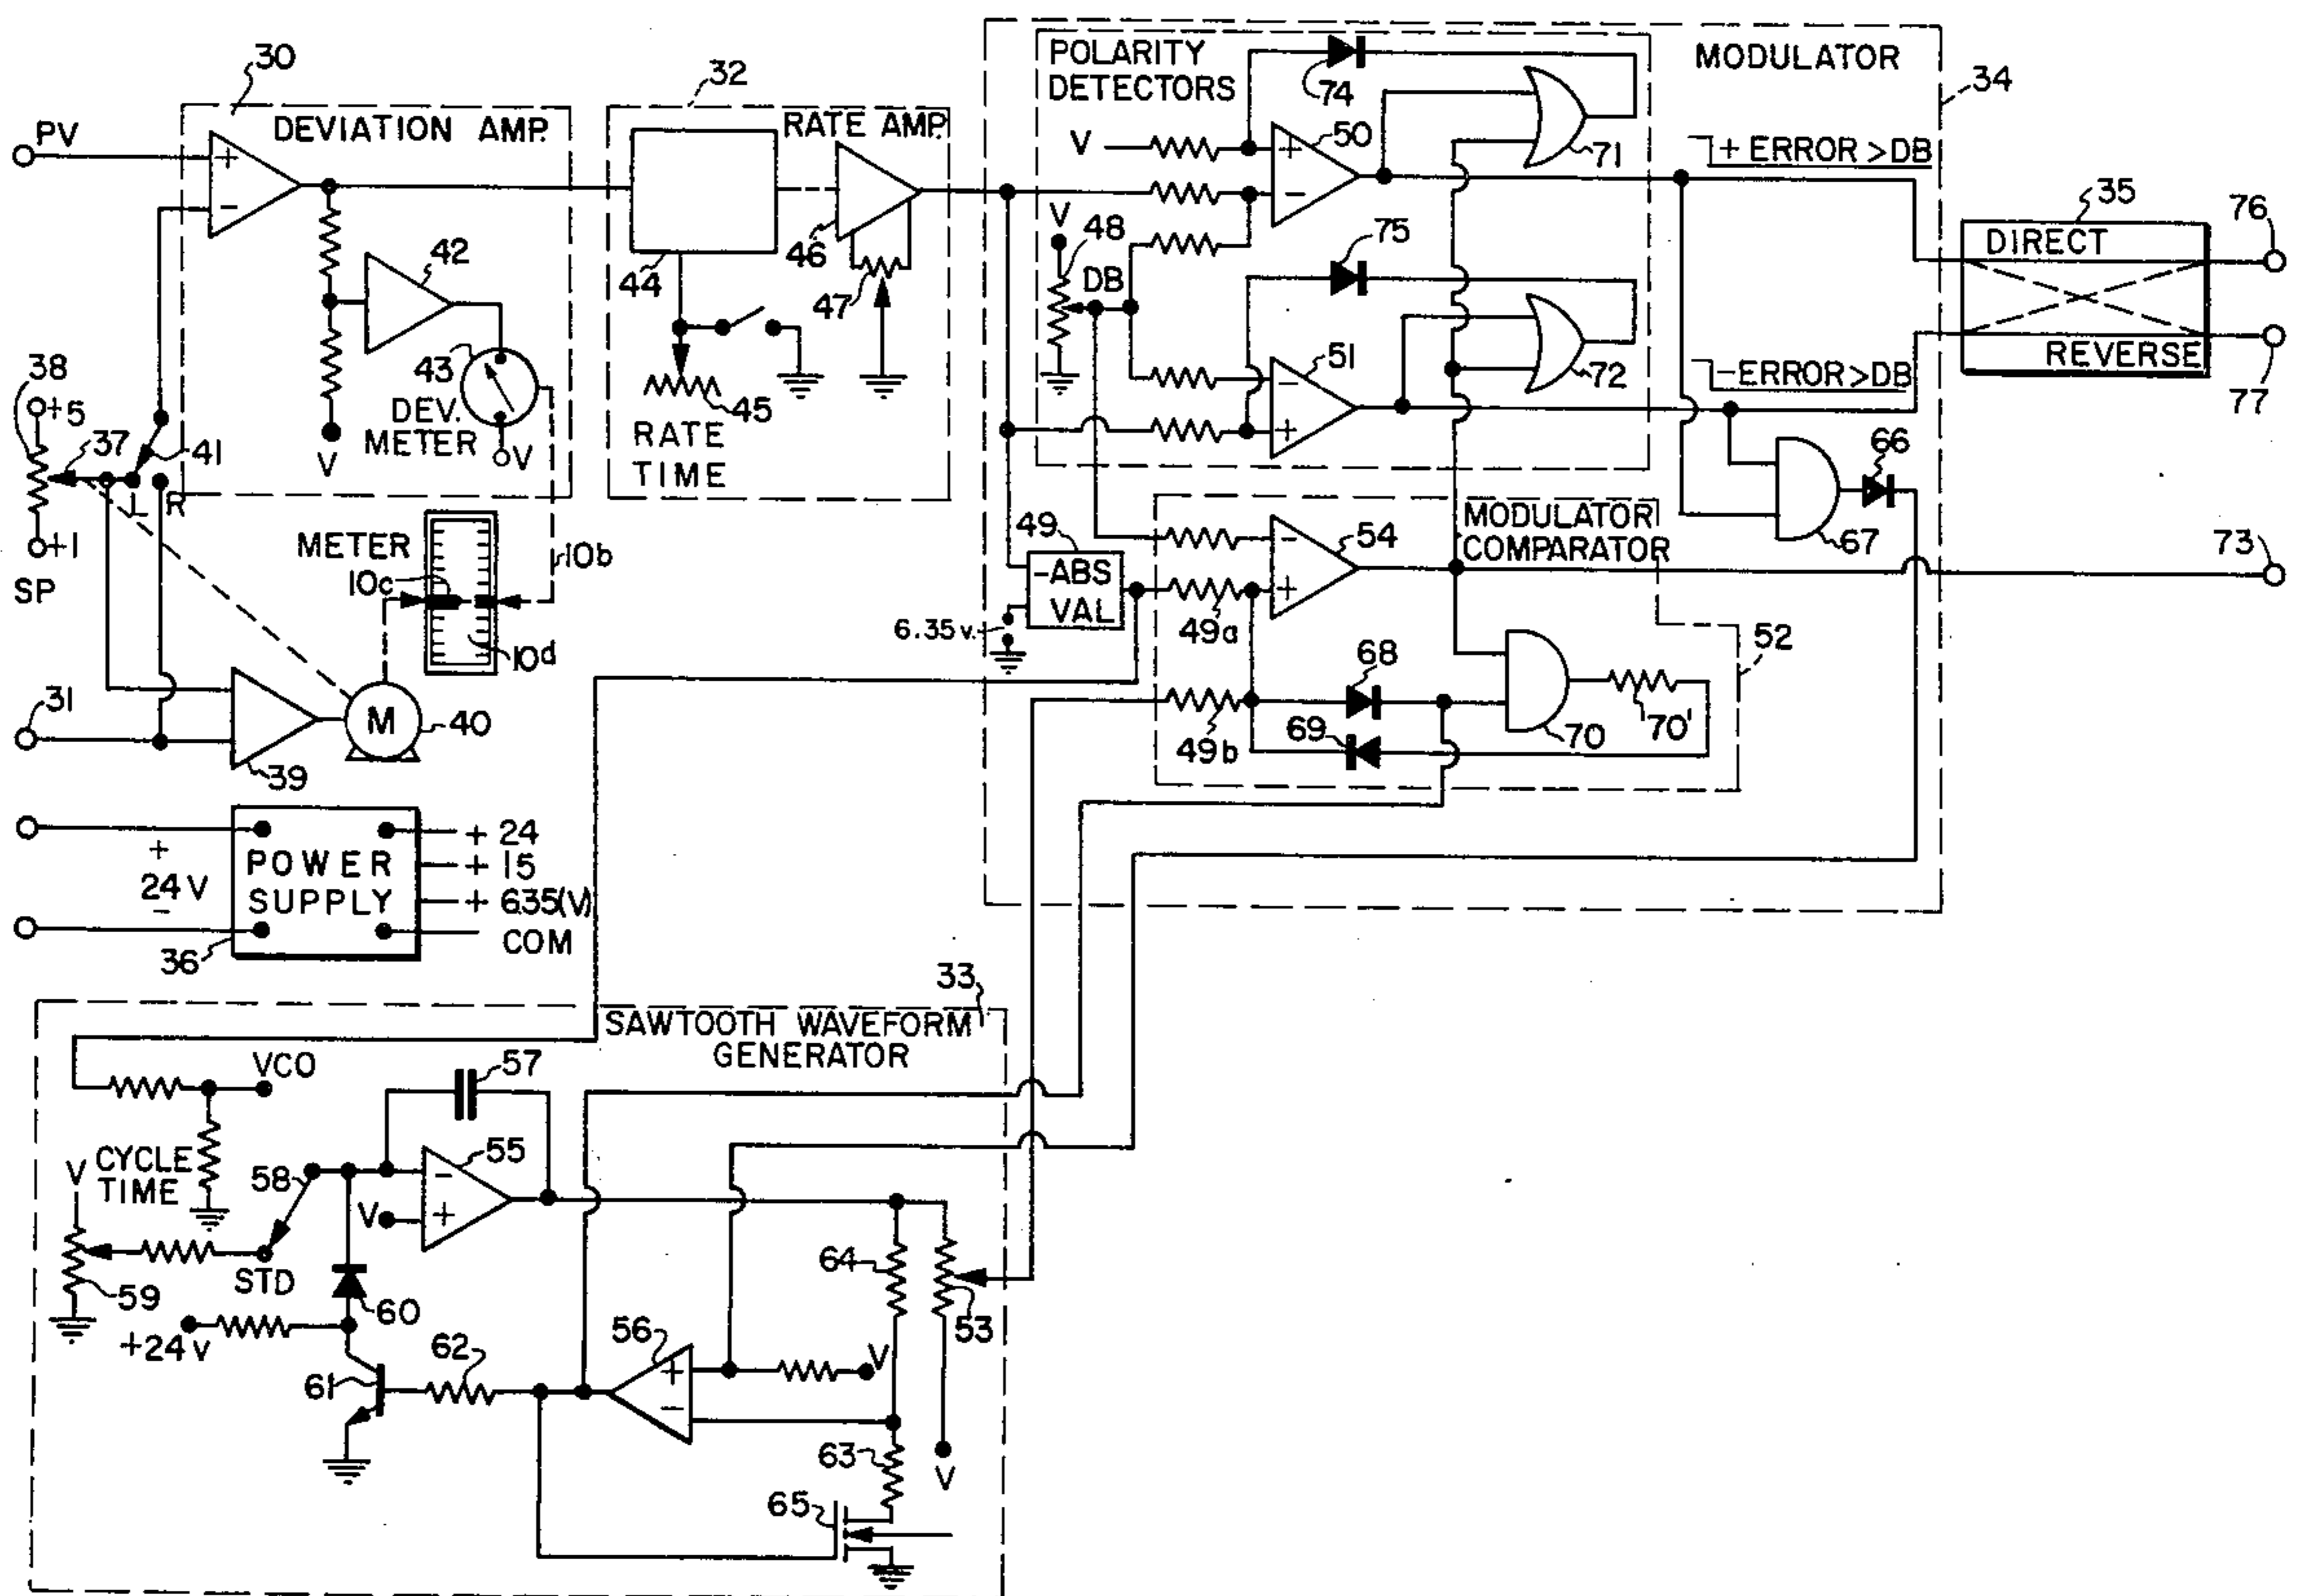 30
PV
DEVIATION AMP.
+
-
42
43
DEV.
METER
V
V
38
+5
37
41
L
R
+1
SP
METER
10c
10b
10d
31
M
40
39
+
24V
-
POWER
SUPPLY
+ 24
+ 15
+ 6.35(V)
COM
36
32
RATE AMP.
44
46
47
45
RATE
TIME
POLARITY
DETECTORS
MODULATOR
34
74
V
+
50
-
71
V
48
DB
75
-
51
+
72
+ ERROR > DB
- ERROR > DB
35
DIRECT
REVERSE
76
77
66
67
73
49
-ABS
VAL
6.35 v.
MODULATOR
COMPARATOR
-
54
+
49a
52
68
49b
69
70
70'
33
SAWTOOTH WAVEFORM
GENERATOR
VCO
57
CYCLE
TIME
V
58
55
-
+
V
59
STD
60
+24 V
61
62
56
+
-
V
64
53
63
V
65